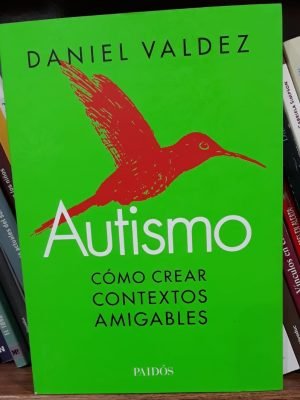 DANIEL VALDEZ
Autismo
CÓMO CREAR
CONTEXTOS
AMIGABLES
PAIDÓS